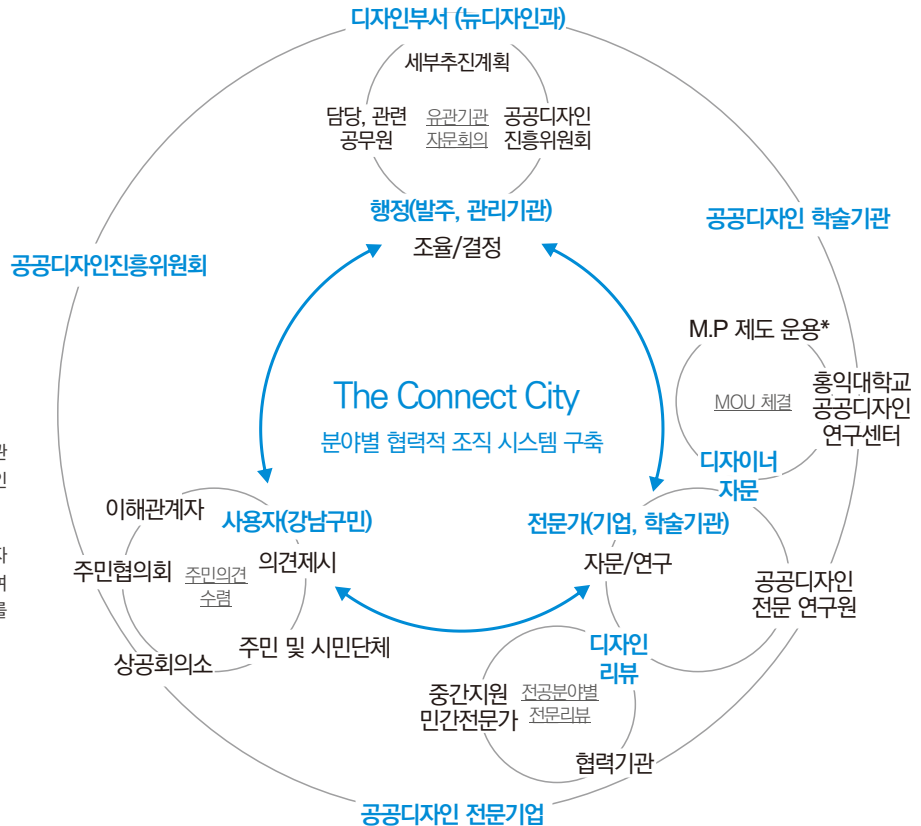 디자인부서 (뉴디자인과)
세부추진계획
담당, 관련
공무원
유관기관
자문회의
공공디자인
진흥위원회
행정(발주, 관리기관)
조율/결정
공공디자인 학술기관
공공디자인진흥위원회
M.P 제도 운용*
MOU 체결
홍익대학교
공공디자인
연구센터
디자이너
자문
The Connect City
분야별 협력적 조직 시스템 구축
관
인
자
며
를
이해관계자
사용자(강남구민)
의견제시
주민협의회
주민의견
수렴
주민 및 시민단체
상공회의소
전문가(기업, 학술기관)
자문/연구
공공디자인
전문 연구원
디자인
리뷰
중간지원
민간전문가
전공분야별
전문리뷰
협력기관
공공디자인 전문기업